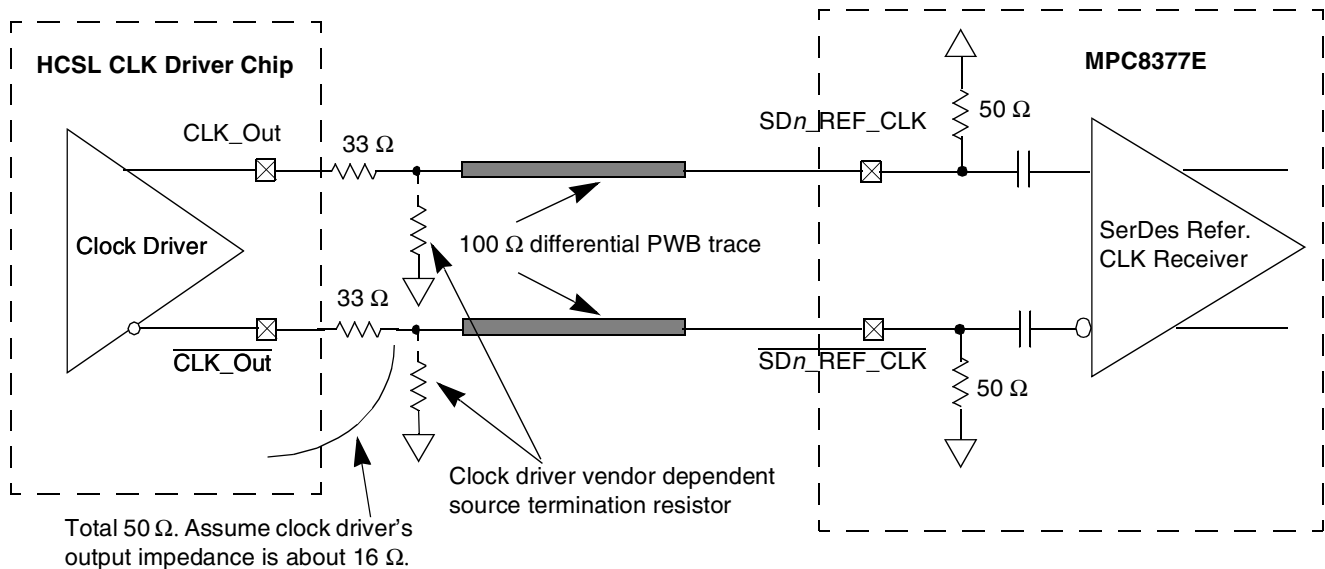 HCSL CLK Driver Chip
MPC8377E
CLK_Out
33 Ω
SDn_REF_CLK
50 Ω
Clock Driver
100 Ω differential PWB trace
SerDes Refer.
CLK Receiver
33 Ω
CLK_Out
SDn_REF_CLK
50 Ω
Clock driver vendor dependent
source termination resistor
Total 50 Ω. Assume clock driver's
output impedance is about 16 Ω.